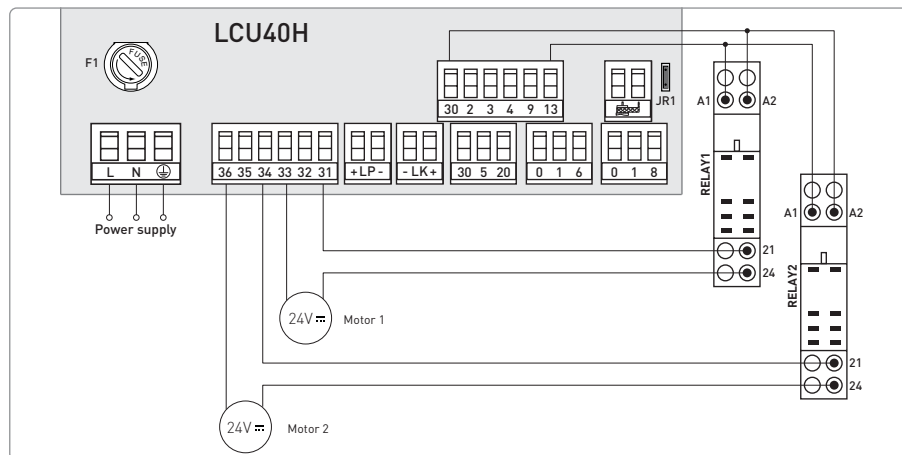 LCU40H
F1
FUSE
JR1
30 2 3 4 9 13
A1
A2
L N
36 35 34 33 32 31
+LP-
- LK+
30 5 20
0 1 6
0 1 8
RELAY1
Power supply
A1
A2
21
24
RELAY2
24V
Motor 1
21
24
24V
Motor 2